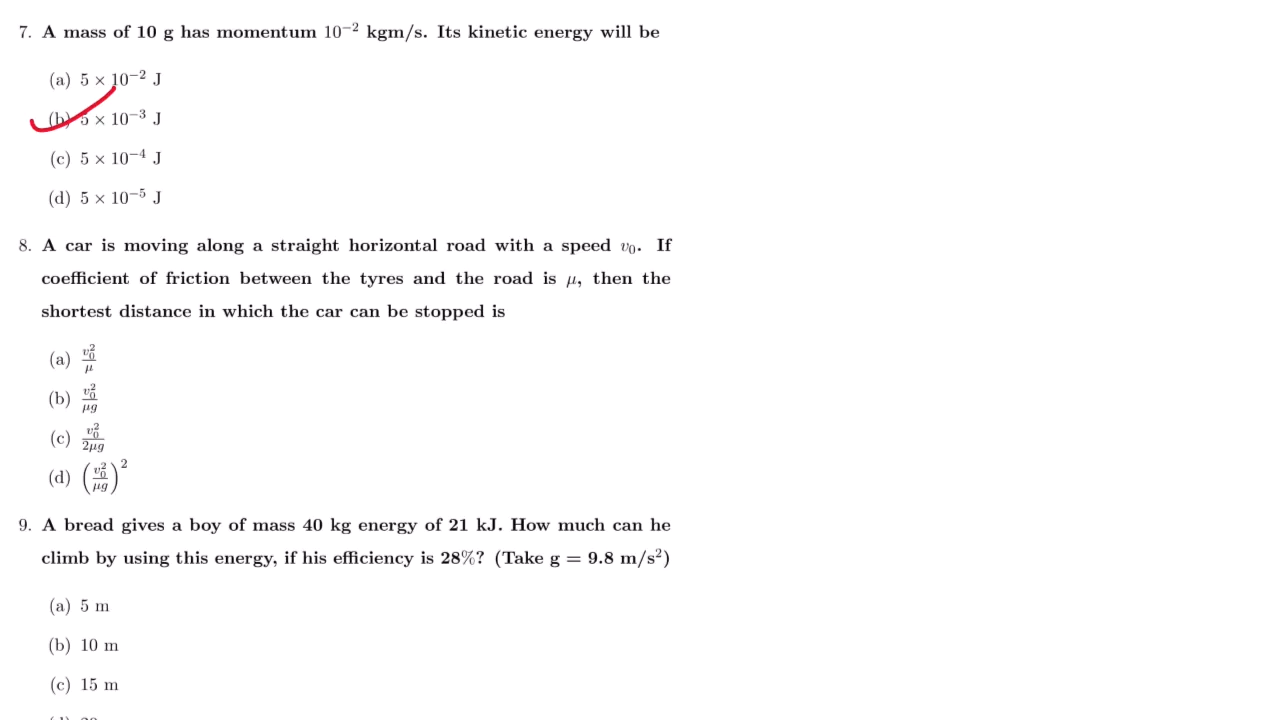 7. A mass of 10 g has momentum 10⁻² kgm/s. Its kinetic energy will be
(a) 5 × 10⁻² J
(b) 5 × 10⁻³ J
(c) 5 × 10⁻⁴ J
(d) 5 × 10⁻⁵ J
8. A car is moving along a straight horizontal road with a speed v₀. If
coefficient of friction between the tyres and the road is μ, then the
shortest distance in which the car can be stopped is
(a) v₀²/μ
(b) v₀²/μg
(c) v₀²/2μg
(d) (v₀²/μg)²
9. A bread gives a boy of mass 40 kg energy of 21 kJ. How much can he
climb by using this energy, if his efficiency is 28%? (Take g = 9.8 m/s²)
(a) 5 m
(b) 10 m
(c) 15 m